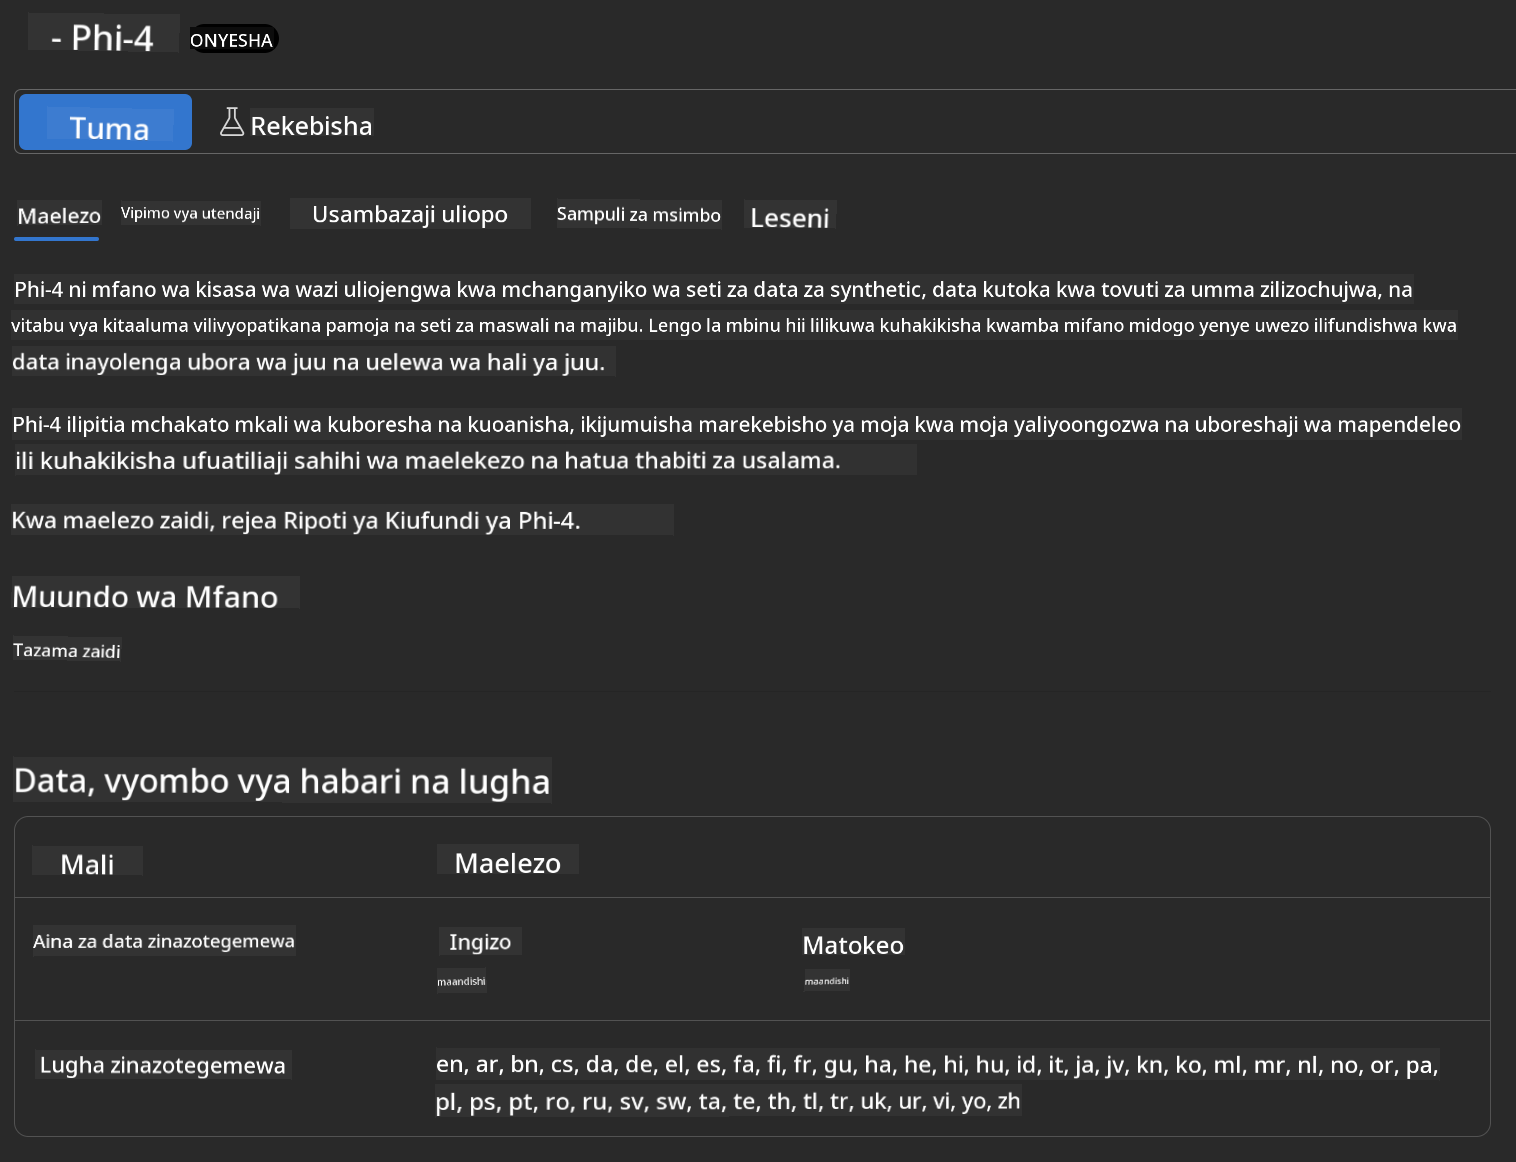 - Phi-4 ONYESHA
Tuma Rekebisha
Maelezo Vipimo vya utendaji Usambazaji uliopo Sampuli za msimbo Leseni
Phi-4 ni mfano wa kisasa wa wazi uliojengwa kwa mchanganyiko wa seti za data za synthetic, data kutoka kwa tovuti za umma zilizochujwa, na
vitabu vya kitaaluma vilivyopatikana pamoja na seti za maswali na majibu. Lengo la mbinu hii lilikuwa kuhakikisha kwamba mifano midogo yenye uwezo ilifundishwa kwa
data inayolenga ubora wa juu na uelewa wa hali ya juu.
Phi-4 ilipitia mchakato mkali wa kuboresha na kuoanisha, ikijumuisha marekebisho ya moja kwa moja yaliyoongozwa na uboreshaji wa mapendeleo
ili kuhakikisha ufuatiliaji sahihi wa maelekezo na hatua thabiti za usalama.
Kwa maelezo zaidi, rejea Ripoti ya Kiufundi ya Phi-4.
Muundo wa Mfano
Tazama zaidi
Data, vyombo vya habari na lugha
Mali Maelezo
Aina za data zinazotegemewa Ingizo Matokeo
maandishi maandishi
Lugha zinazotegemewa en, ar, bn, cs, da, de, el, es, fa, fi, fr, gu, ha, he, hi, hu, id, it, ja, jv, kn, ko, ml, mr, nl, no, or, pa,
pl, ps, pt, ro, ru, sv, sw, ta, te, th, tl, tr, uk, ur, vi, yo, zh